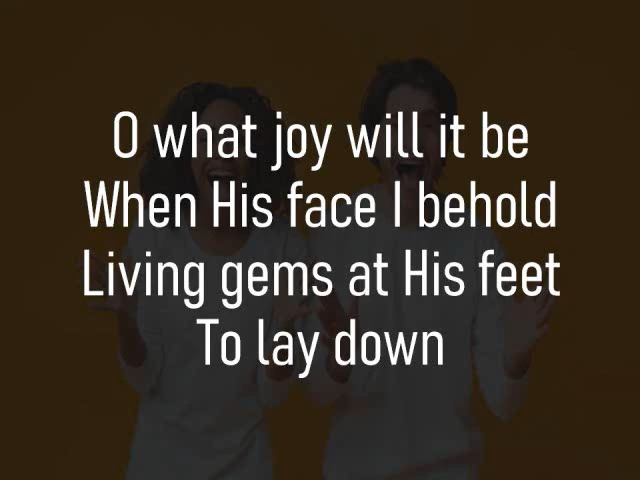 O what joy will it be
When His face I behold
Living gems at His feet
To lay down